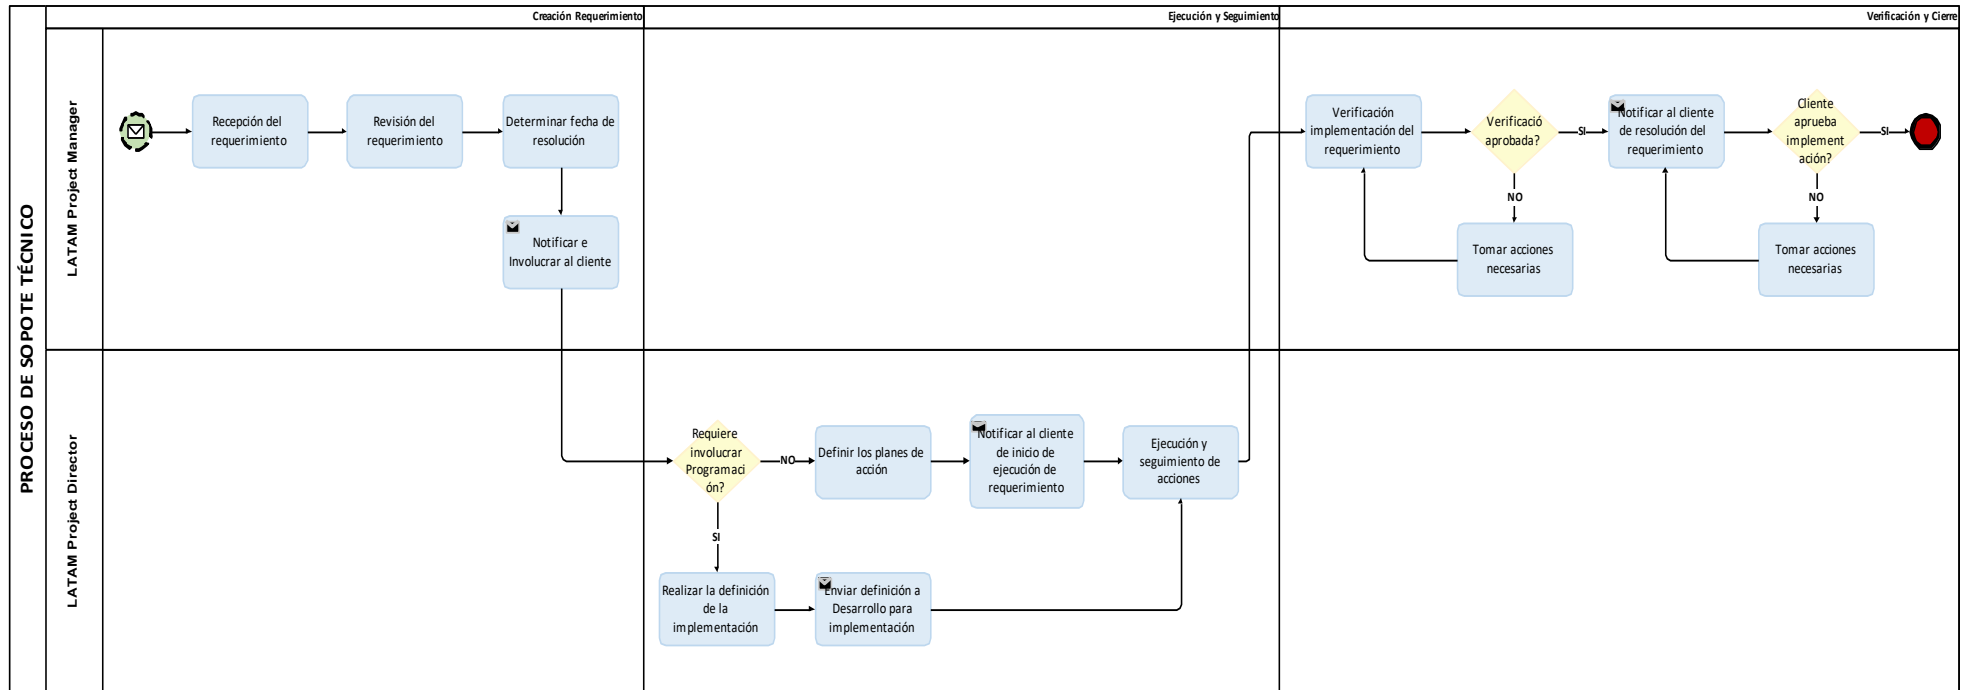 PROCESO DE SOPOTE TÉCNICO
Creación Requerimiento
Ejecución y Seguimiento
Verificación y Cierre
LATAM Project Manager
Recepción del
requerimiento
Revisión del
requerimiento
Determinar fecha de
resolución
Notificar e
Involucrar al cliente
Verificación
implementación del
requerimiento
Verificació
aprobada?
SI
NO
Tomar acciones
necesarias
Notificar al cliente
de resolución del
requerimiento
Cliente
aprueba
implement
ación?
SI
NO
Tomar acciones
necesarias
LATAM Project Director
Requiere
involucrar
Programaci
ón?
NO
Definir los planes de
acción
Notificar al cliente
de inicio de
ejecución de
requerimiento
Ejecución y
seguimiento de
acciones
SI
Realizar la definición
de la
implementación
Enviar definición a
Desarrollo para
implementación